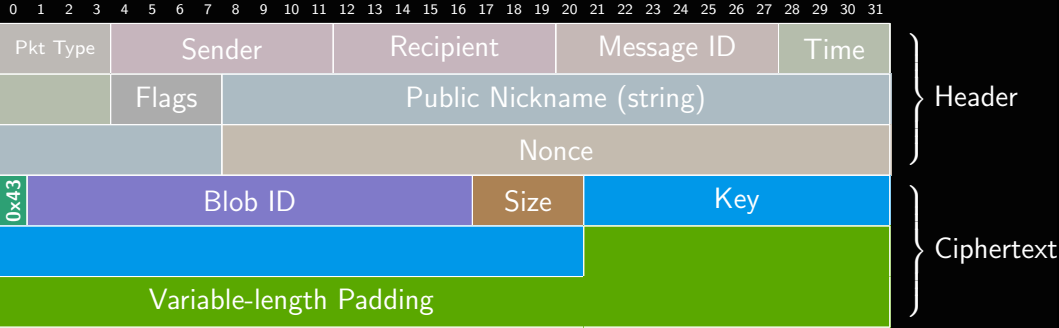 0 1 2 3 4 5 6 7 8 9 10 11 12 13 14 15 16 17 18 19 20 21 22 23 24 25 26 27 28 29 30 31
Pkt Type Sender Recipient Message ID Time
Flags Public Nickname (string) Header
Nonce
0x43 Blob ID Size Key
Ciphertext
Variable-length Padding